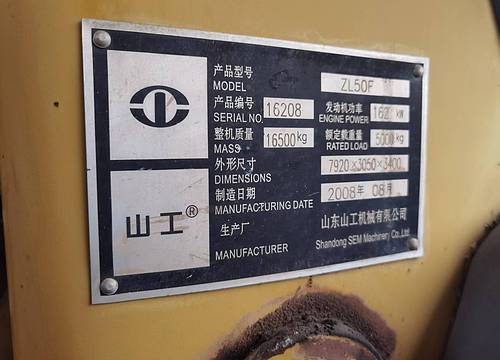 产品型号
MODEL ZL50F
产品编号 发动机功率
SERIAL NO. 16208 ENGINE POWER 162 kW
整机质量 额定载重量
MASS 16500 kg RATED LOAD 5000 kg
外形尺寸
DIMENSIONS 7920×3050×3400
制造日期
MANUFACTURING DATE 2008年 08月
生产厂 山东山工机械有限公司
MANUFACTURER Shandong SEM Machinery Co.,Ltd.
山工®